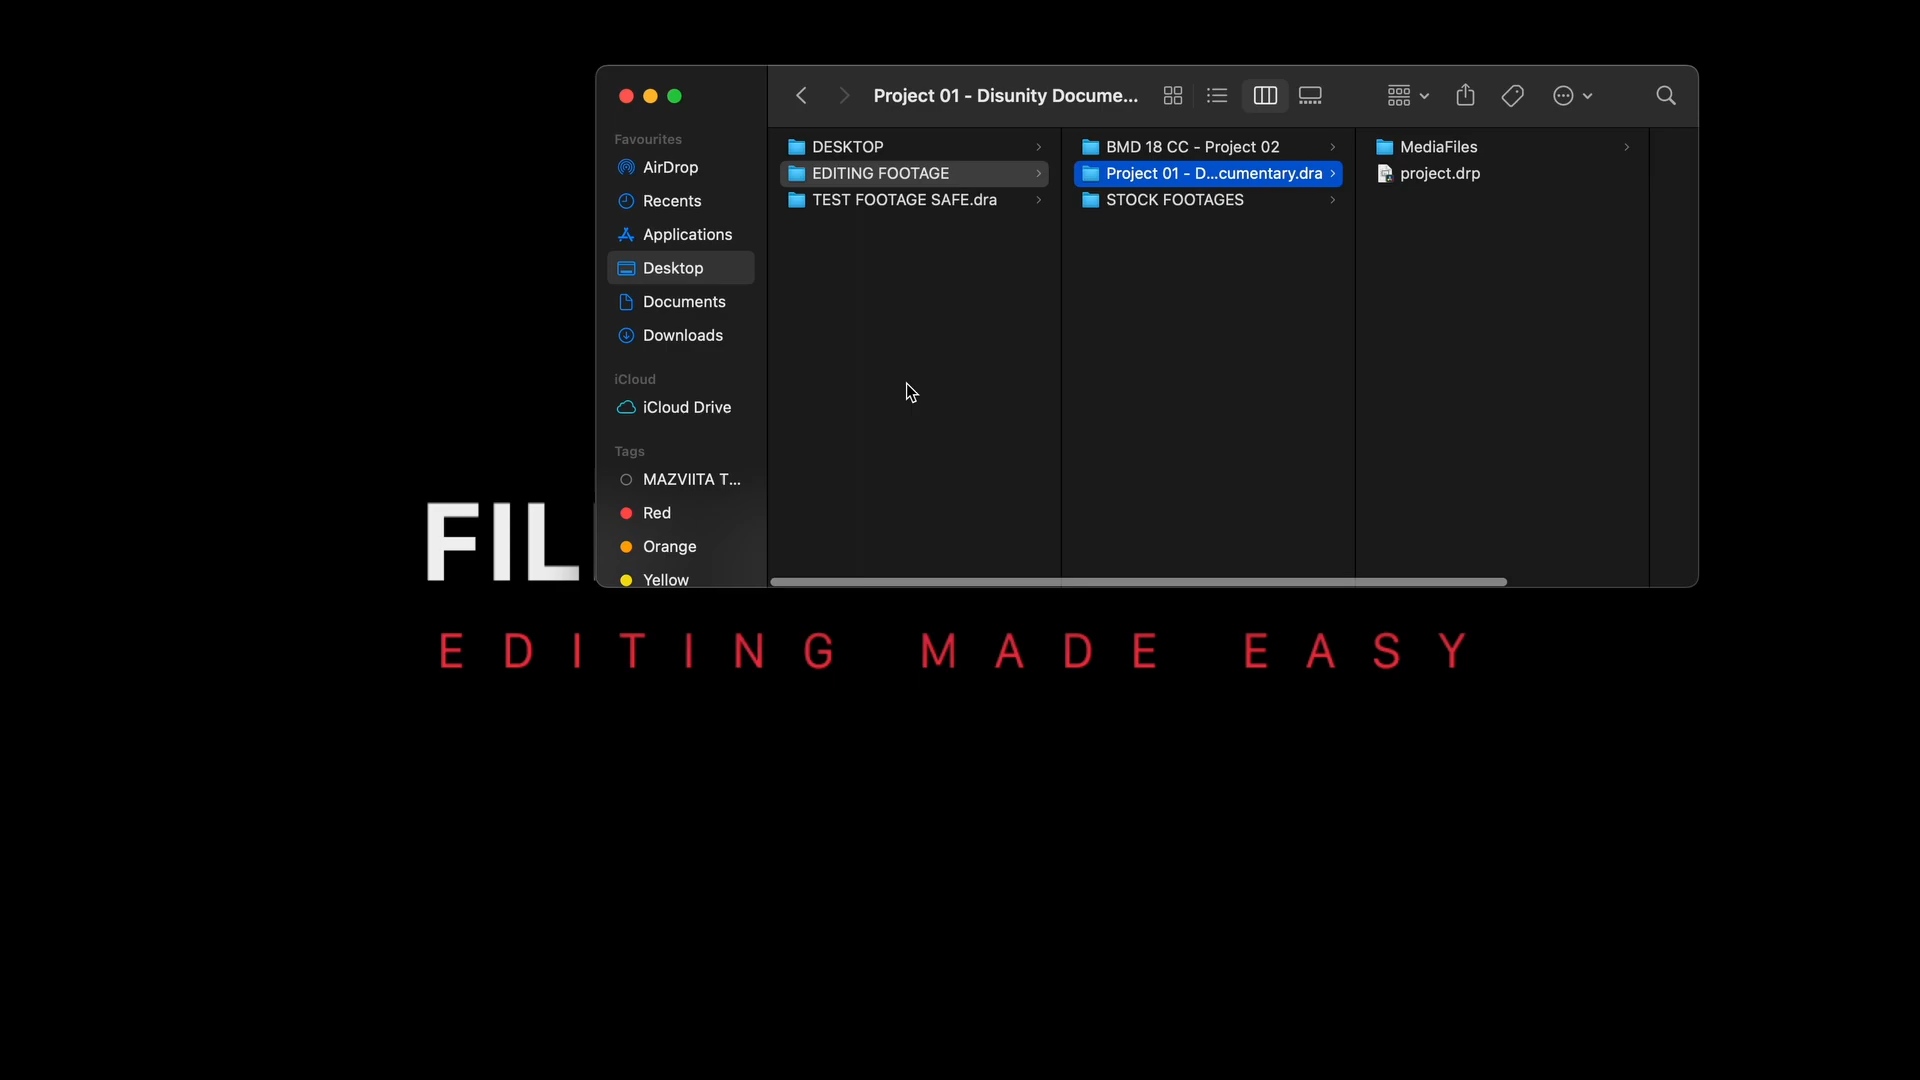 Project 01 - Disunity Docume...
Favourites
AirDrop
Recents
Applications
Desktop
Documents
Downloads
iCloud
iCloud Drive
Tags
MAZVIITA T...
Red
Orange
Yellow
DESKTOP
EDITING FOOTAGE
TEST FOOTAGE SAFE.dra
BMD 18 CC - Project 02
Project 01 - D...cumentary.dra
STOCK FOOTAGES
MediaFiles
project.drp
FIL
EDITING MADE EASY